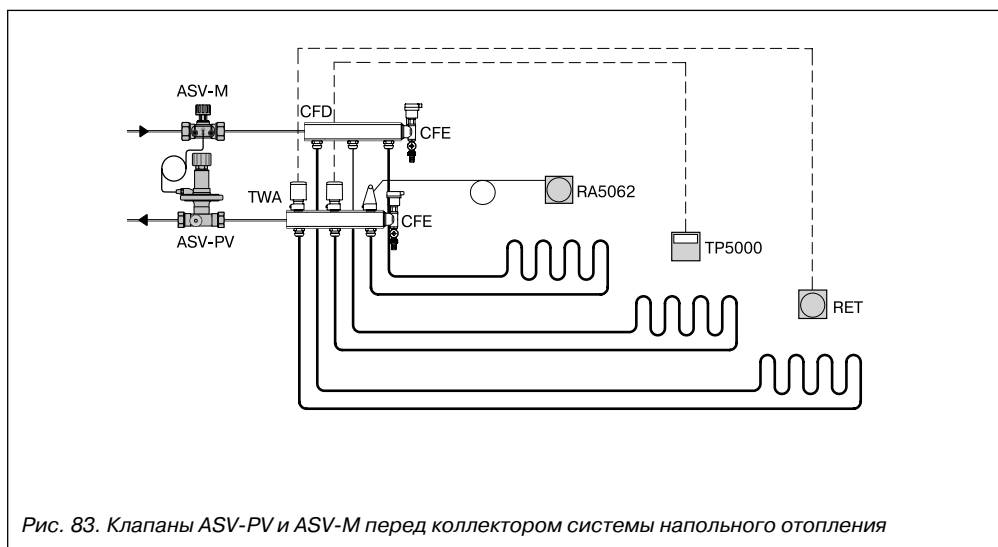 ASV-M
CFD
CFE
TWA
RA5062
CFE
ASV-PV
TP5000
RET
Рис. 83. Клапаны ASV-PV и ASV-M перед коллектором системы напольного отопления